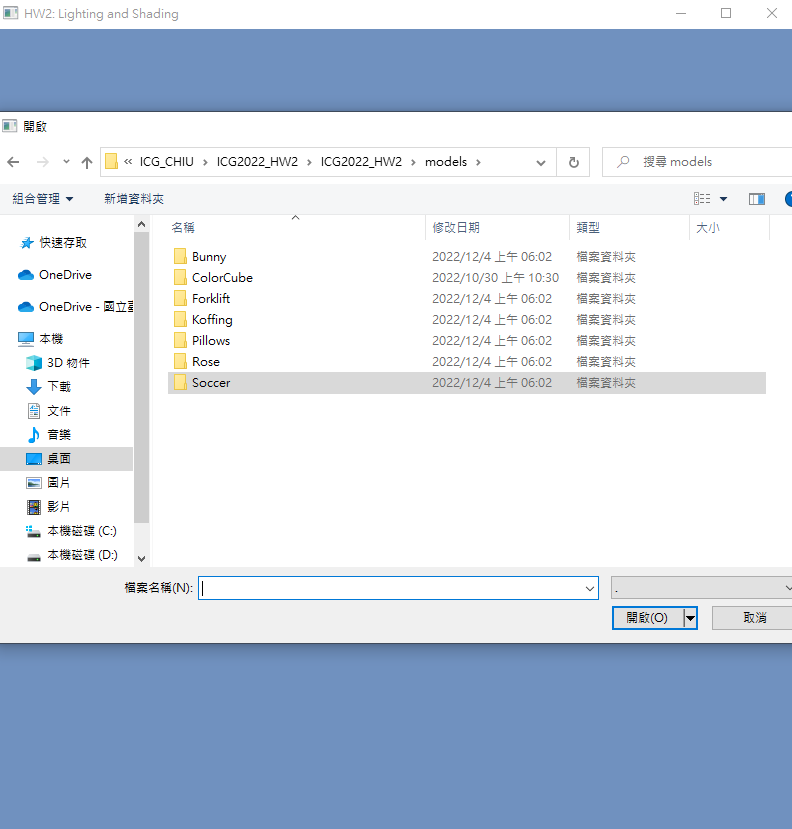 HW2: Lighting and Shading
開啟
« ICG_CHIU › ICG2022_HW2 › ICG2022_HW2 › models ›
搜尋 models
組合管理 新增資料夾
名稱 修改日期 類型 大小
快速存取
OneDrive
OneDrive - 國立臺
本機
3D 物件
下載
文件
音樂
桌面
圖片
影片
本機磁碟 (C:)
本機磁碟 (D:)
Bunny 2022/12/4 上午 06:02 檔案資料夾
ColorCube 2022/10/30 上午 10:30 檔案資料夾
Forklift 2022/12/4 上午 06:02 檔案資料夾
Koffing 2022/12/4 上午 06:02 檔案資料夾
Pillows 2022/12/4 上午 06:02 檔案資料夾
Rose 2022/12/4 上午 06:02 檔案資料夾
Soccer 2022/12/4 上午 06:02 檔案資料夾
檔案名稱(N): .
開啟(O) 取消